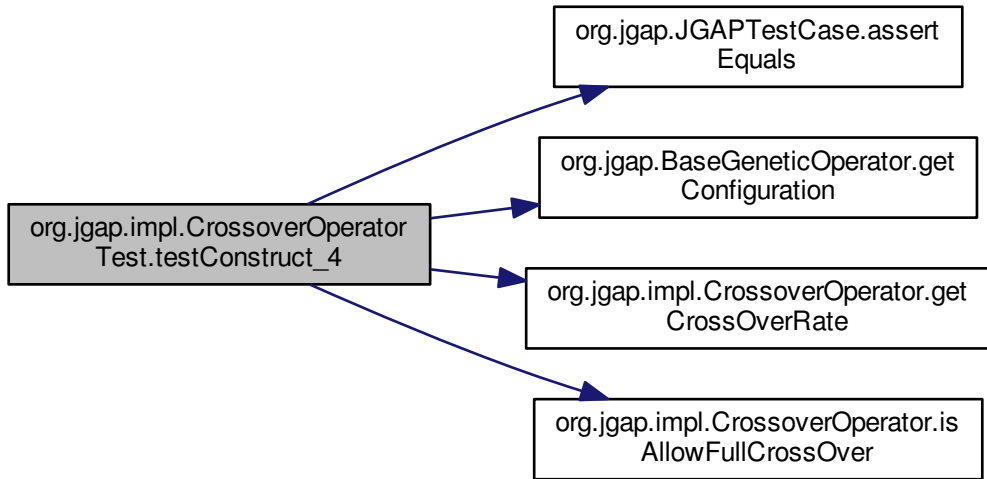 org.jgap.JGAPTestCase.assert
Equals
org.jgap.BaseGeneticOperator.get
Configuration
org.jgap.impl.CrossoverOperator
Test.testConstruct_4
org.jgap.impl.CrossoverOperator.get
CrossOverRate
org.jgap.impl.CrossoverOperator.is
AllowFullCrossOver